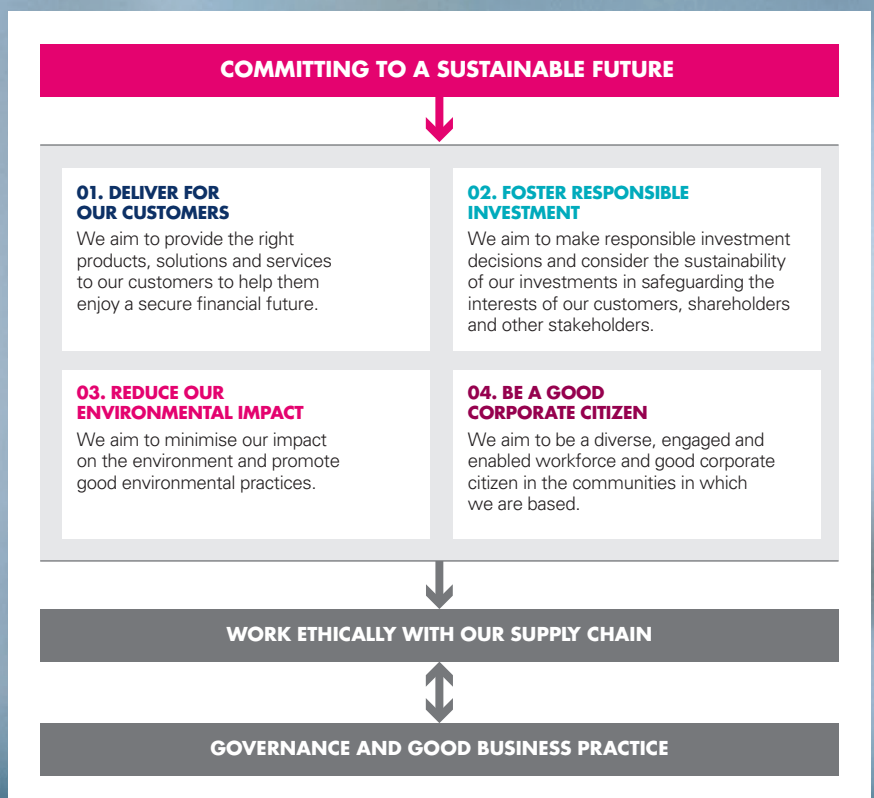 COMMITTING TO A SUSTAINABLE FUTURE
01. DELIVER FOR
OUR CUSTOMERS
We aim to provide the right
products, solutions and services
to our customers to help them
enjoy a secure financial future.
02. FOSTER RESPONSIBLE
INVESTMENT
We aim to make responsible investment
decisions and consider the sustainability
of our investments in safeguarding the
interests of our customers, shareholders
and other stakeholders.
03. REDUCE OUR
ENVIRONMENTAL IMPACT
We aim to minimise our impact
on the environment and promote
good environmental practices.
04. BE A GOOD
CORPORATE CITIZEN
We aim to be a diverse, engaged and
enabled workforce and good corporate
citizen in the communities in which
we are based.
WORK ETHICALLY WITH OUR SUPPLY CHAIN
GOVERNANCE AND GOOD BUSINESS PRACTICE